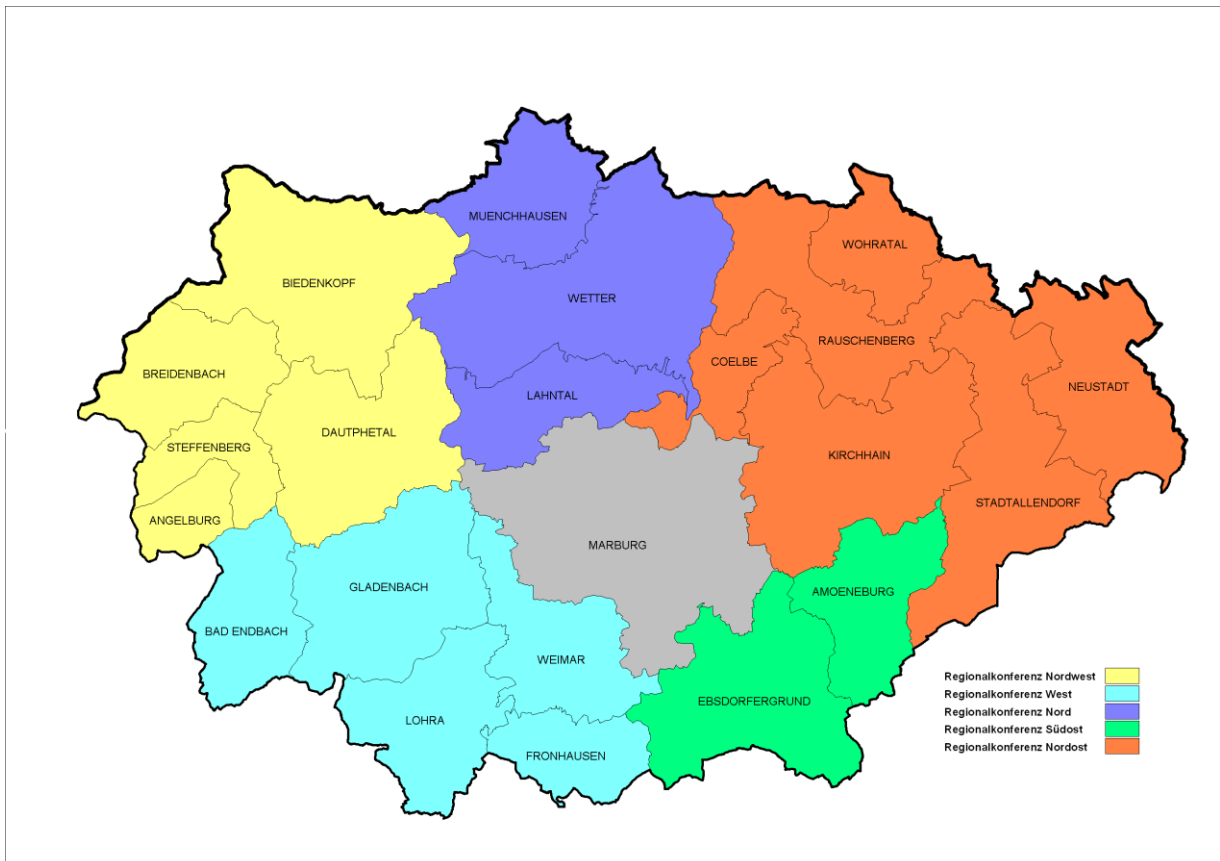 MUENCHHAUSEN
WOHRATAL
BIEDENKOPF
WETTER
RAUSCHENBERG
COELBE
BREIDENBACH
NEUSTADT
LAHNTAL
DAUTPHETAL
STEFFENBERG
KIRCHHAIN
STADTALLENDORF
ANGELBURG
MARBURG
GLADENBACH
AMOENEBURG
BAD ENDBACH
WEIMAR
EBSDORFERGRUND
LOHRA
FRONHAUSEN
Regionalkonferenz Nordwest
Regionalkonferenz West
Regionalkonferenz Nord
Regionalkonferenz Südost
Regionalkonferenz Nordost